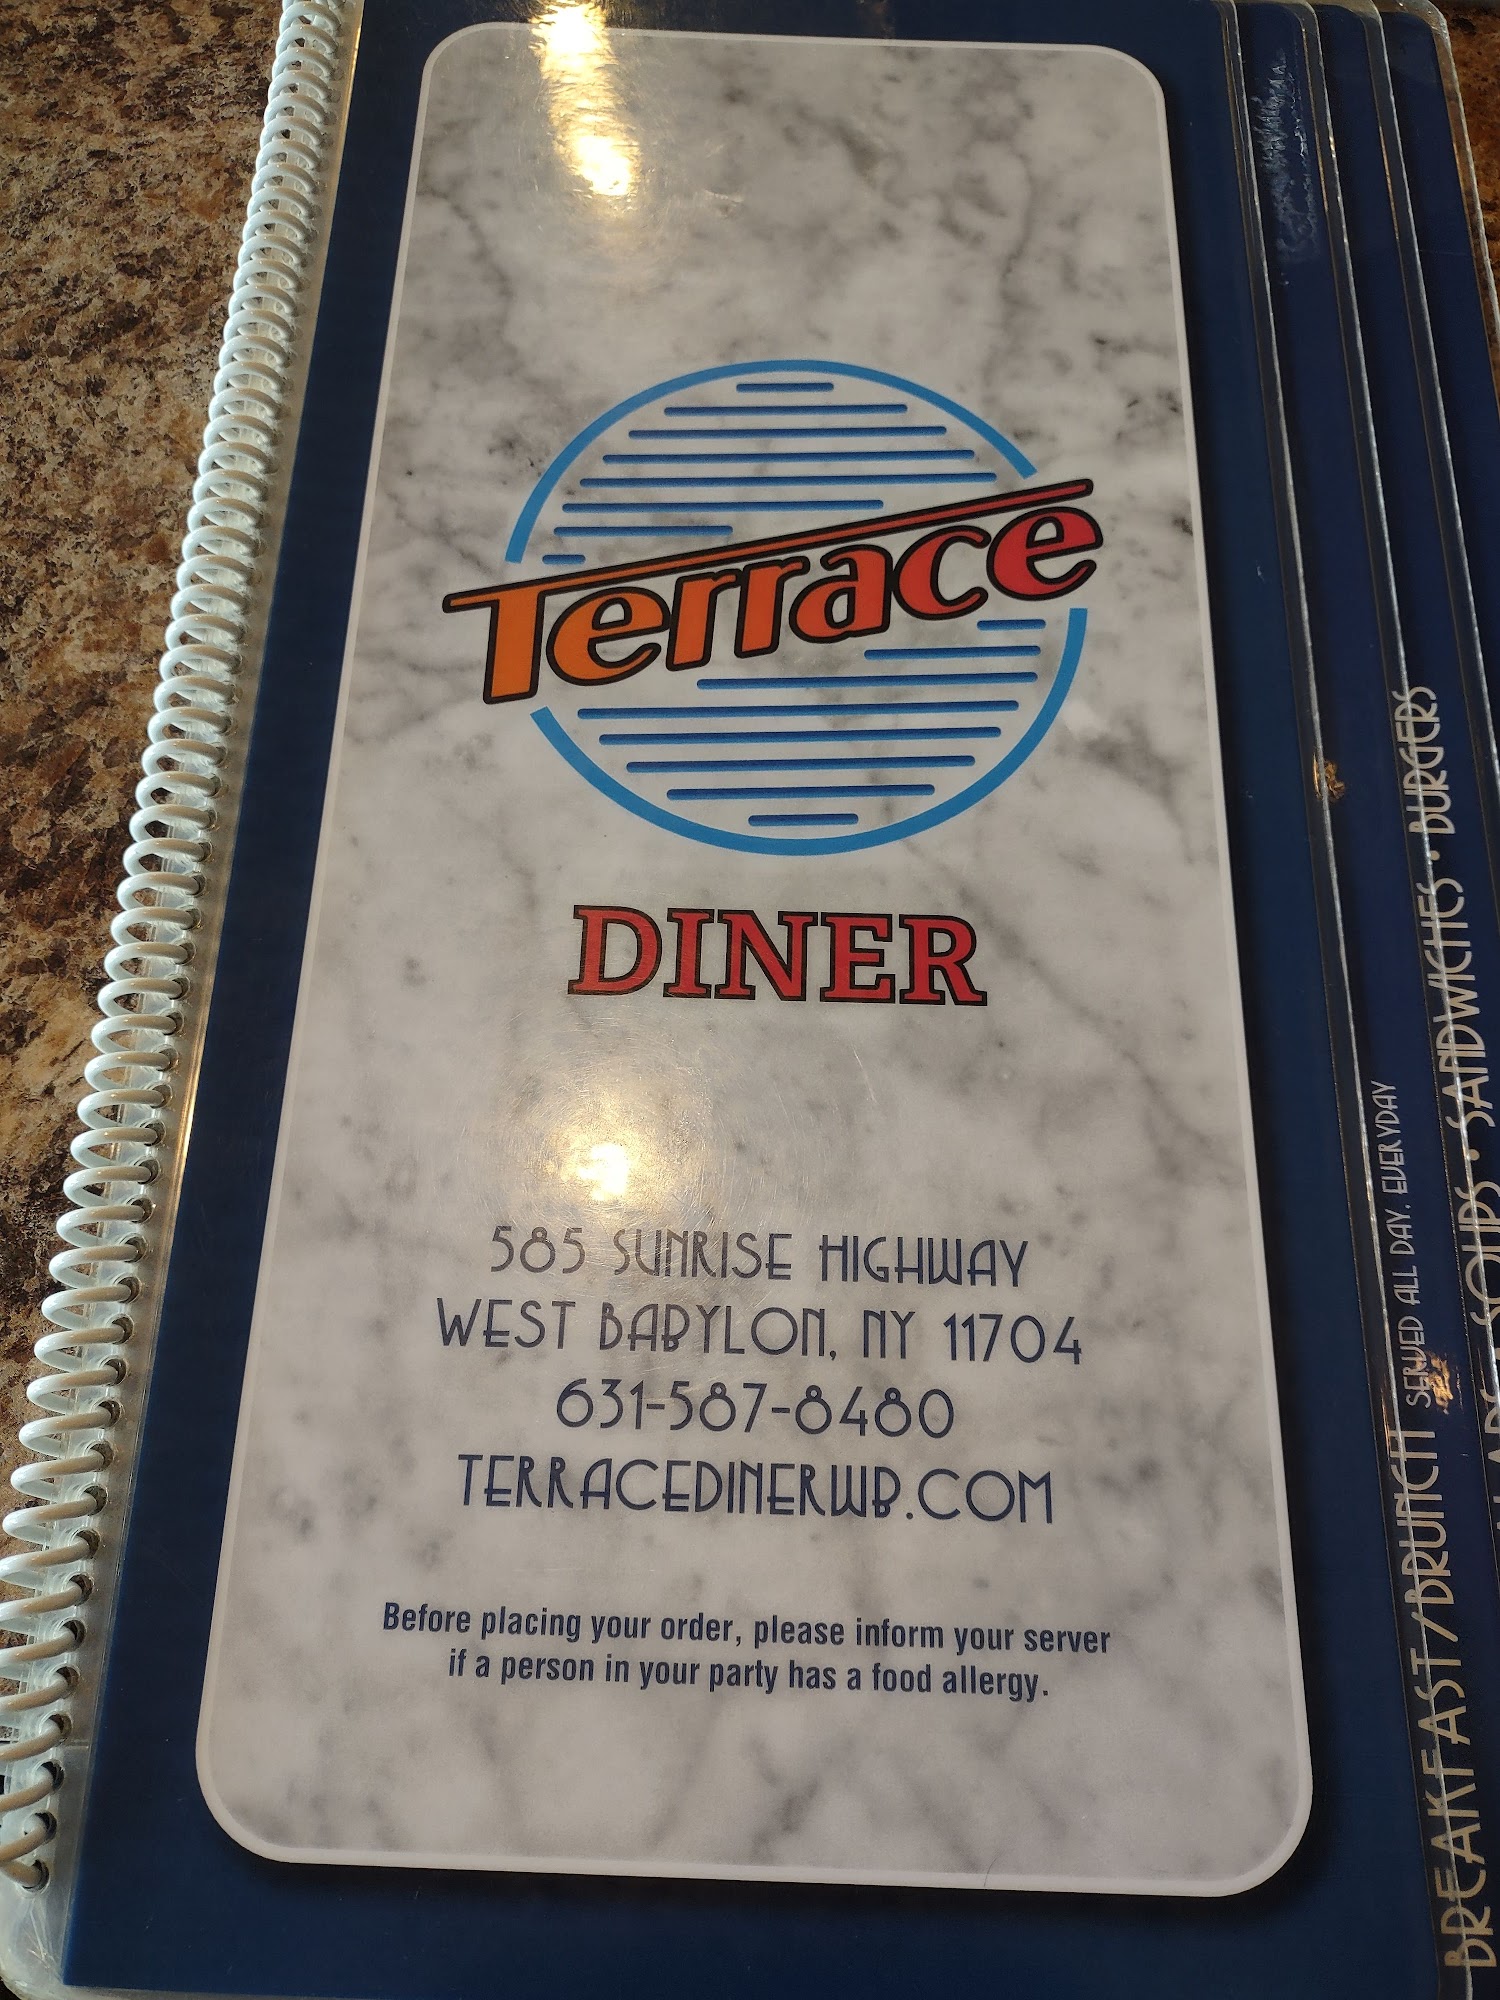 Terrace
DINER
585 SUNRISE HIGHWAY
WEST BABYLON, NY 11704
631-587-8480
TERRACEDINERWB.COM
Before placing your order, please inform your server
if a person in your party has a food allergy.
BREAKFAST/BRUNCH SERVED ALL DAY. EVERYDAY
SOUPS • SANDWICHES • BURGERS